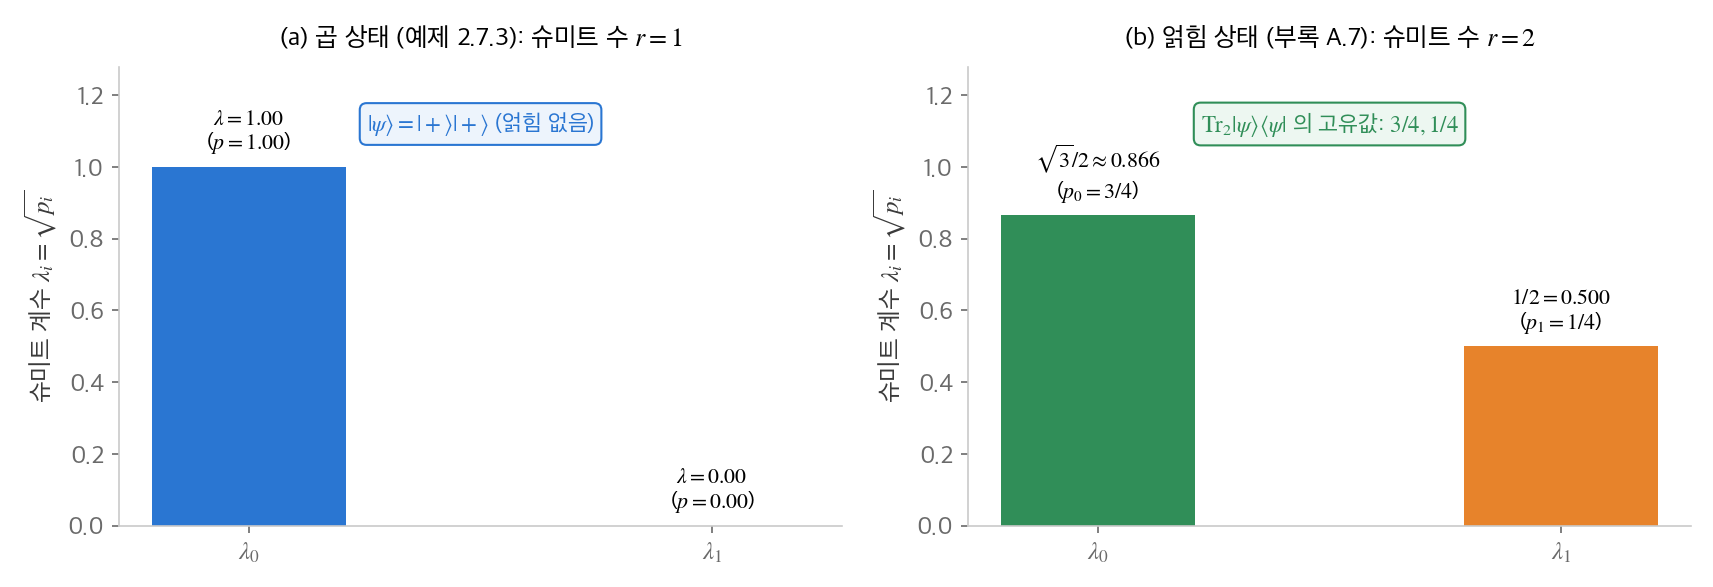 (a) 곱 상태 (예제 2.7.3): 슈미트 수 r = 1
슈미트 계수 λᵢ = √pᵢ
1.2
1.0
0.8
0.6
0.4
0.2
0.0
λ = 1.00
(p = 1.00)
|ψ⟩ = | + ⟩| + ⟩ (얽힘 없음)
λ = 0.00
(p = 0.00)
λ₀
λ₁
(b) 얽힘 상태 (부록 A.7): 슈미트 수 r = 2
슈미트 계수 λᵢ = √pᵢ
1.2
1.0
0.8
0.6
0.4
0.2
0.0
Tr₂|ψ⟩⟨ψ| 의 고유값: 3/4, 1/4
√3/2 ≈ 0.866
(p₀ = 3/4)
1/2 = 0.500
(p₁ = 1/4)
λ₀
λ₁